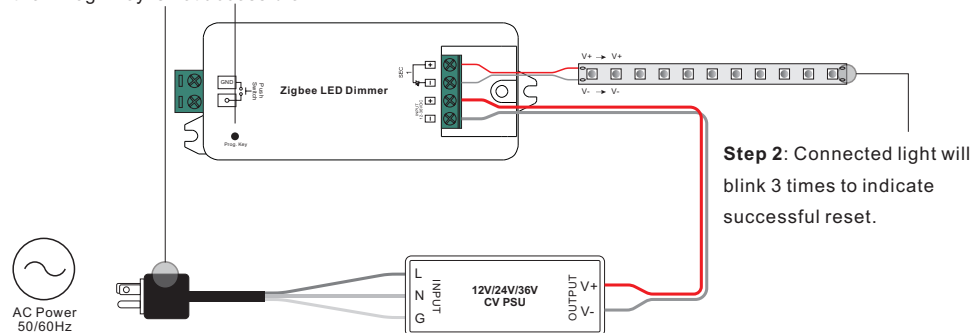 GND
Push
Switch
Zigbee LED Dimmer
Prog. Key
SEC
+
+
−
INPUT
V+ → V+
V- → V-
Step 2: Connected light will
blink 3 times to indicate
successful reset.
AC Power
50/60Hz
L
N
G
INPUT
12V/24V/36V
CV PSU
OUTPUT
V+
V-